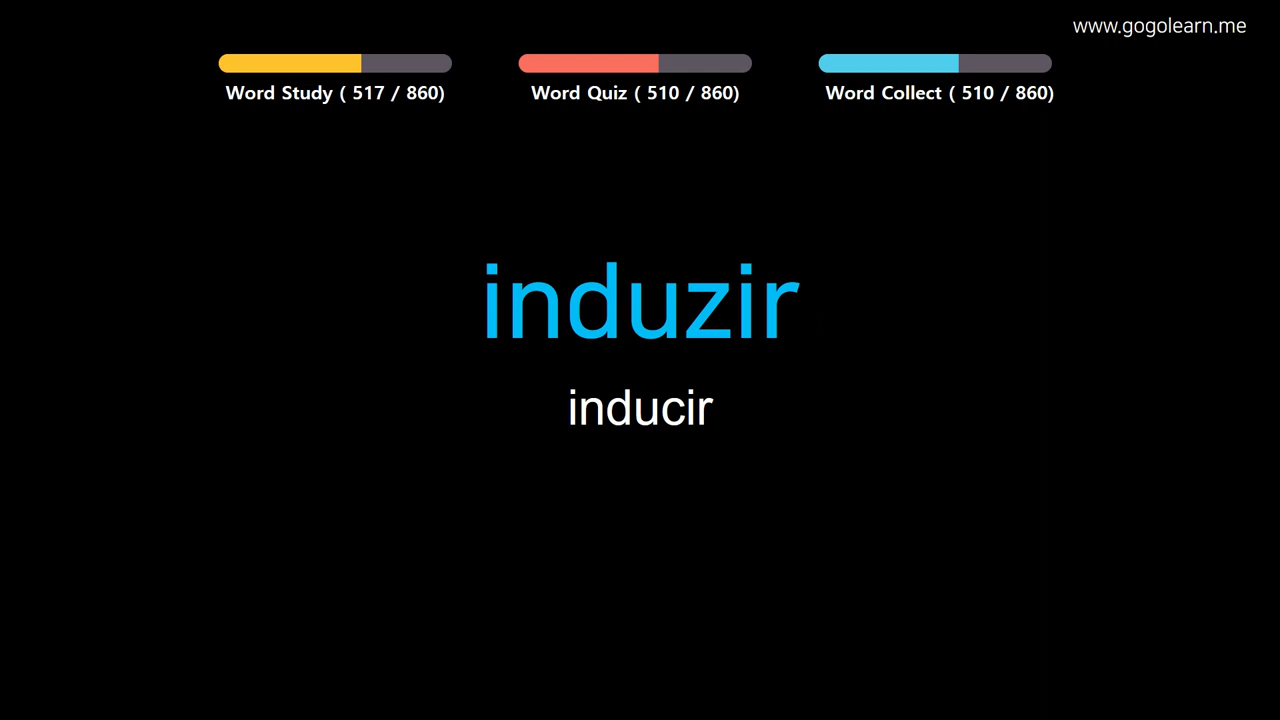 www.gogolearn.me
Word Study ( 517 / 860)
Word Quiz ( 510 / 860)
Word Collect ( 510 / 860)
induzir
inducir